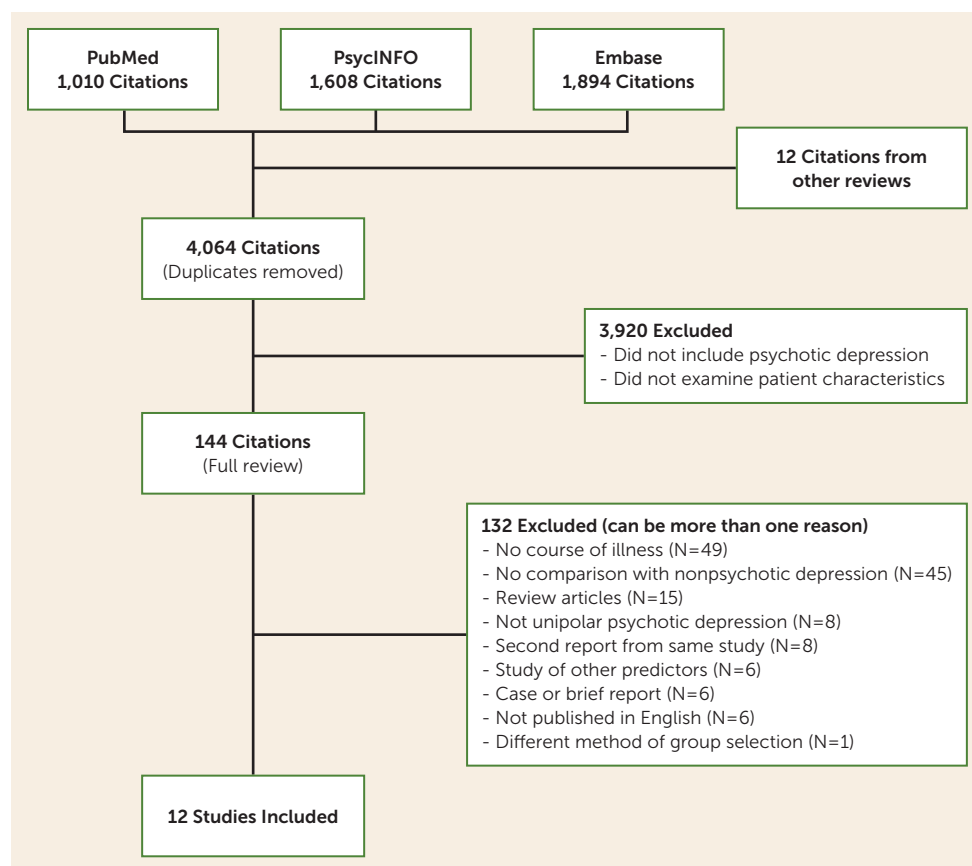 PubMed
1,010 Citations
PsycINFO
1,608 Citations
Embase
1,894 Citations
12 Citations from
other reviews
4,064 Citations
(Duplicates removed)
3,920 Excluded
- Did not include psychotic depression
- Did not examine patient characteristics
144 Citations
(Full review)
132 Excluded (can be more than one reason)
- No course of illness (N=49)
- No comparison with nonpsychotic depression (N=45)
- Review articles (N=15)
- Not unipolar psychotic depression (N=8)
- Second report from same study (N=8)
- Study of other predictors (N=6)
- Case or brief report (N=6)
- Not published in English (N=6)
- Different method of group selection (N=1)
12 Studies Included